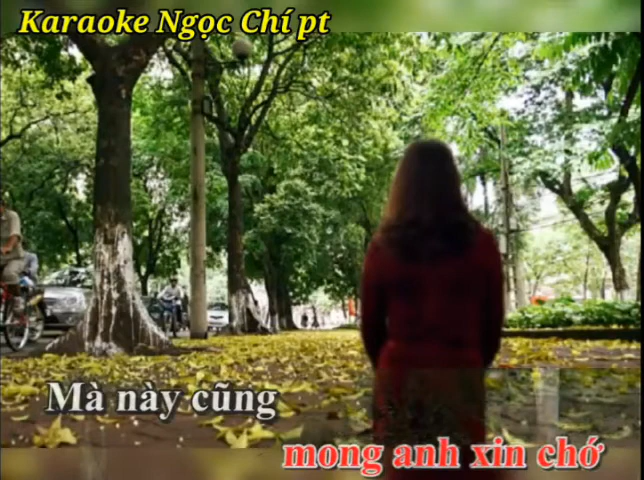 Karaoke Ngọc Chí pt
Mà này cũng
mong anh xin chớ